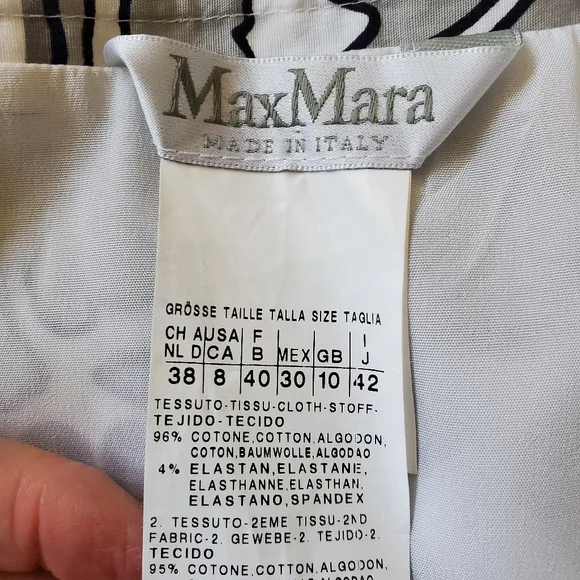 MaxMara
MADE IN ITALY
GRÖSSE TAILLE TALLA SIZE TAGLIA
CH A USA F I
NL D CA B MEX GB J
38 8 40 30 10 42
TESSUTO-TISSU-CLOTH-STOFF-
TEJIDO-TECIDO
96% COTONE,COTTON,ALGODON,
COTON,BAUMWOLLE,ALGODAO
4% ELASTAN,ELASTANE,
ELASTHANNE,ELASTHAN,
ELASTANO,SPANDEX
2. TESSUTO-2EME TISSU-2ND
FABRIC-2. GEWEBE-2. TEJIDO-2.
TECIDO
95% COTONE,COTTON,ALGODON,
ALGODAO